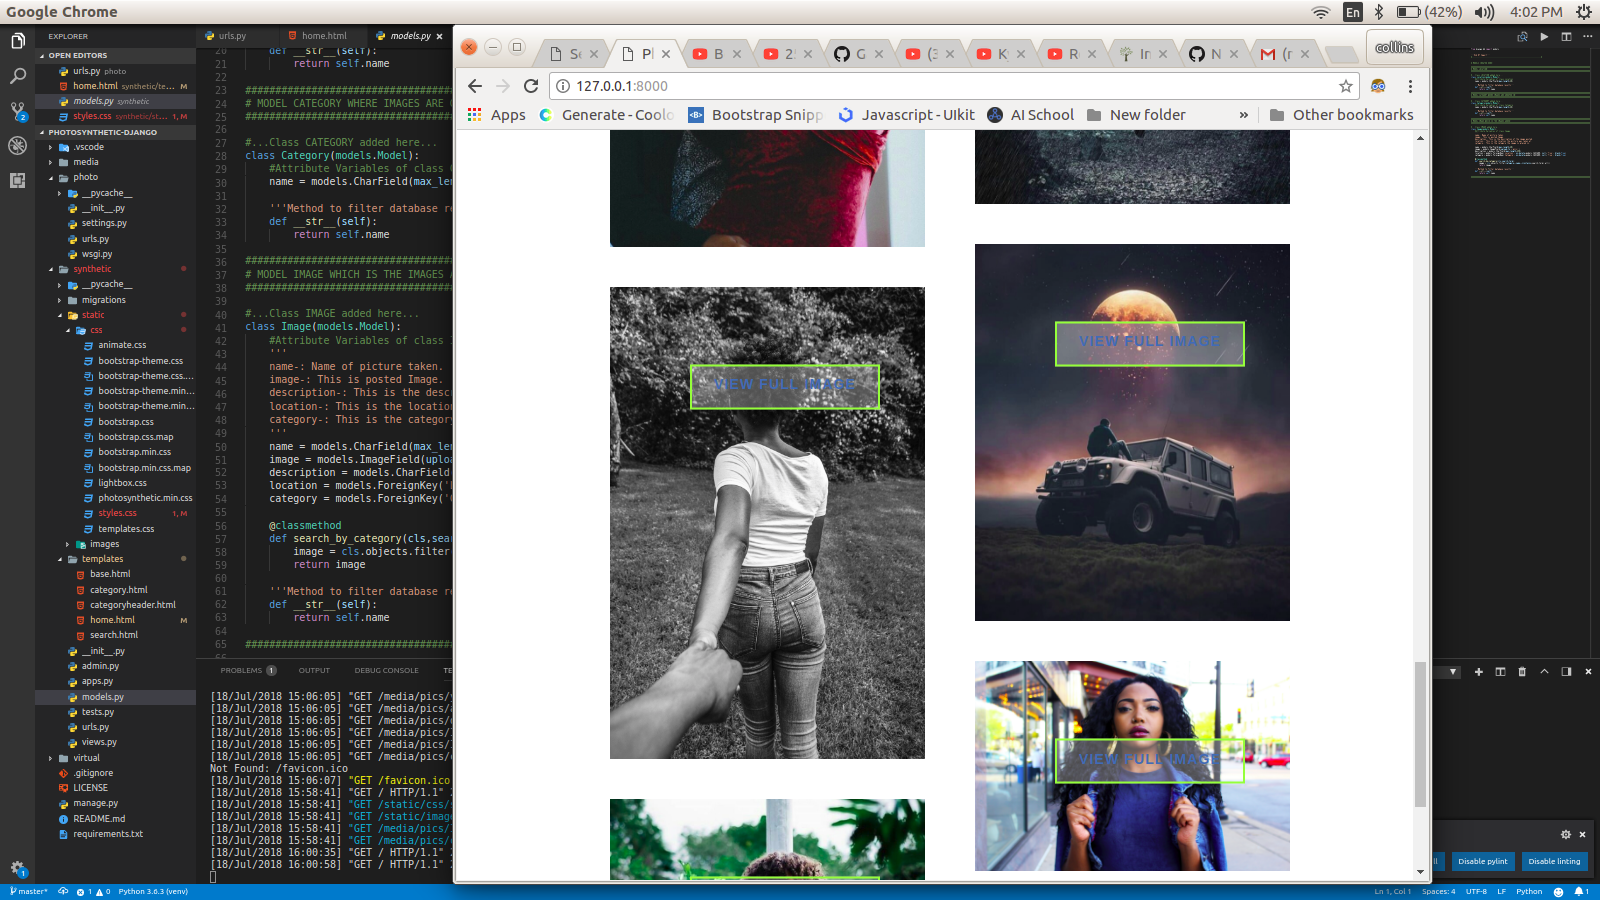 Google Chrome
En
(42%)
4:02 PM
EXPLORER
OPEN EDITORS
urls.py photo
home.html synthetic/te... M
models.py synthetic
styles.css synthetic/st... 1, M
PHOTOSYNTHETIC-DJANGO
.vscode
media
photo
__pycache__
__init__.py
settings.py
urls.py
wsgi.py
synthetic
__pycache__
migrations
static
css
animate.css
bootstrap-theme.css
bootstrap-theme.css....
bootstrap-theme.min...
bootstrap-theme.min...
bootstrap.css
bootstrap.css.map
bootstrap.min.css
bootstrap.min.css.map
lightbox.css
photosynthetic.min.css
styles.css 1, M
templates.css
images
templates
base.html
category.html
categoryheader.html
home.html M
search.html
__init__.py
admin.py
apps.py
models.py
tests.py
urls.py
views.py
virtual
.gitignore
LICENSE
manage.py
README.md
requirements.txt
urls.py
home.html
models.py
20 def __str__(self):
21 return self.name
22
23 ##################################
24 # MODEL CATEGORY WHERE IMAGES ARE
25 ##################################
26
27 #...Class CATEGORY added here...
28 class Category(models.Model):
29 #Attribute Variables of class
30 name = models.CharField(max_len
31
32 '''Method to filter database re
33 def __str__(self):
34 return self.name
35
36 ##################################
37 # MODEL IMAGE WHICH IS THE IMAGES
38 ##################################
39
40 #...Class IMAGE added here...
41 class Image(models.Model):
42 #Attribute Variables of class
43 '''
44 name-: Name of picture taken.
45 image-: This is posted Image.
46 description-: This is the descr
47 location-: This is the location
48 category-: This is the category
49 '''
50 name = models.CharField(max_len
51 image = models.ImageField(uploa
52 description = models.CharField
53 location = models.ForeignKey('
54 category = models.ForeignKey('
55
56 @classmethod
57 def search_by_category(cls,sear
58 image = cls.objects.filter
59 return image
60
61 '''Method to filter database re
62 def __str__(self):
63 return self.name
64
65 ##################################
PROBLEMS 1
OUTPUT
DEBUG CONSOLE
TE
[18/Jul/2018 15:06:05] "GET /media/pics/
[18/Jul/2018 15:06:05] "GET /media/pics/
[18/Jul/2018 15:06:05] "GET /media/pics/
[18/Jul/2018 15:06:05] "GET /media/pics/
[18/Jul/2018 15:06:05] "GET /media/pics/
[18/Jul/2018 15:06:05] "GET /media/pics/
Not Found: /favicon.ico
[18/Jul/2018 15:06:07] "GET /favicon.ico
[18/Jul/2018 15:58:41] "GET / HTTP/1.1"
[18/Jul/2018 15:58:41] "GET /static/css/
[18/Jul/2018 15:58:41] "GET /static/image
[18/Jul/2018 15:58:41] "GET /media/pics/
[18/Jul/2018 15:58:41] "GET /media/pics/
[18/Jul/2018 16:00:35] "GET / HTTP/1.1"
[18/Jul/2018 16:00:58] "GET / HTTP/1.1"
collins
127.0.0.1:8000
Apps
Generate - Coolo
Bootstrap Snipp
Javascript - UIkit
AI School
New folder
»
Other bookmarks
VIEW FULL IMAGE
VIEW FULL IMAGE
VIEW FULL IMAGE
Disable pylint
Disable linting
master*
1
0
Python 3.6.3 (venv)
Ln 1, Col 1
Spaces: 4
UTF-8
LF
Python
1